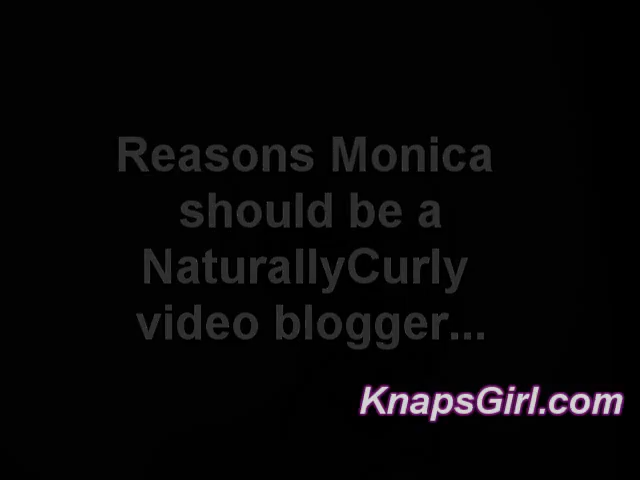 Reasons Monica
should be a
NaturallyCurly
video blogger...
KnapsGirl.com